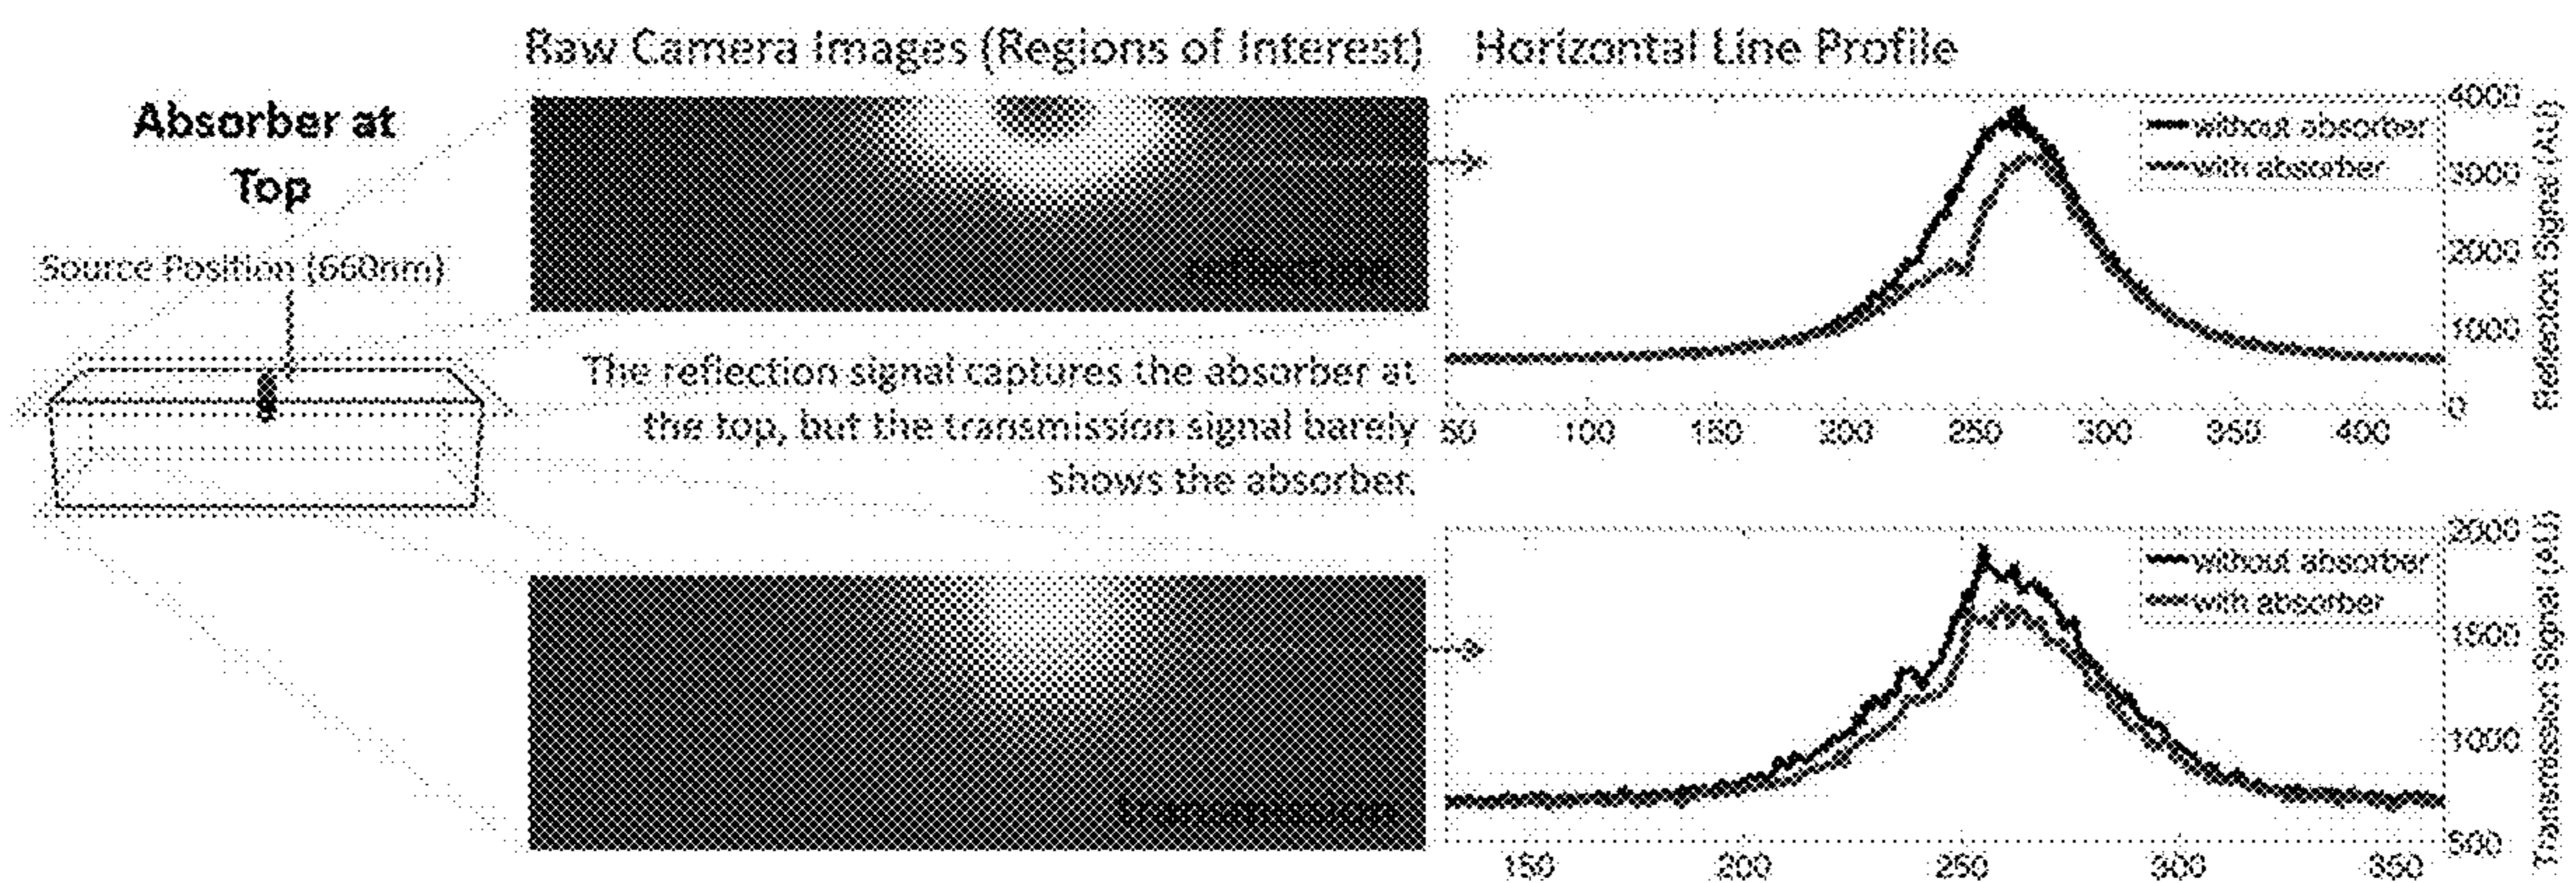 Raw Camera Images (Regions of Interest)
Horizontal Line Profile
Absorber at
Top
Source Position (660nm)
reflection
The reflection signal captures the absorber at
the top, but the transmission signal barely
shows the absorber.
transmission
without absorber
with absorber
4000
3000
2000
1000
0
Reflection Signal (AU)
50 100 150 200 250 300 350 400
without absorber
with absorber
2000
1500
1000
500
Transmission Signal (AU)
150 200 250 300 350